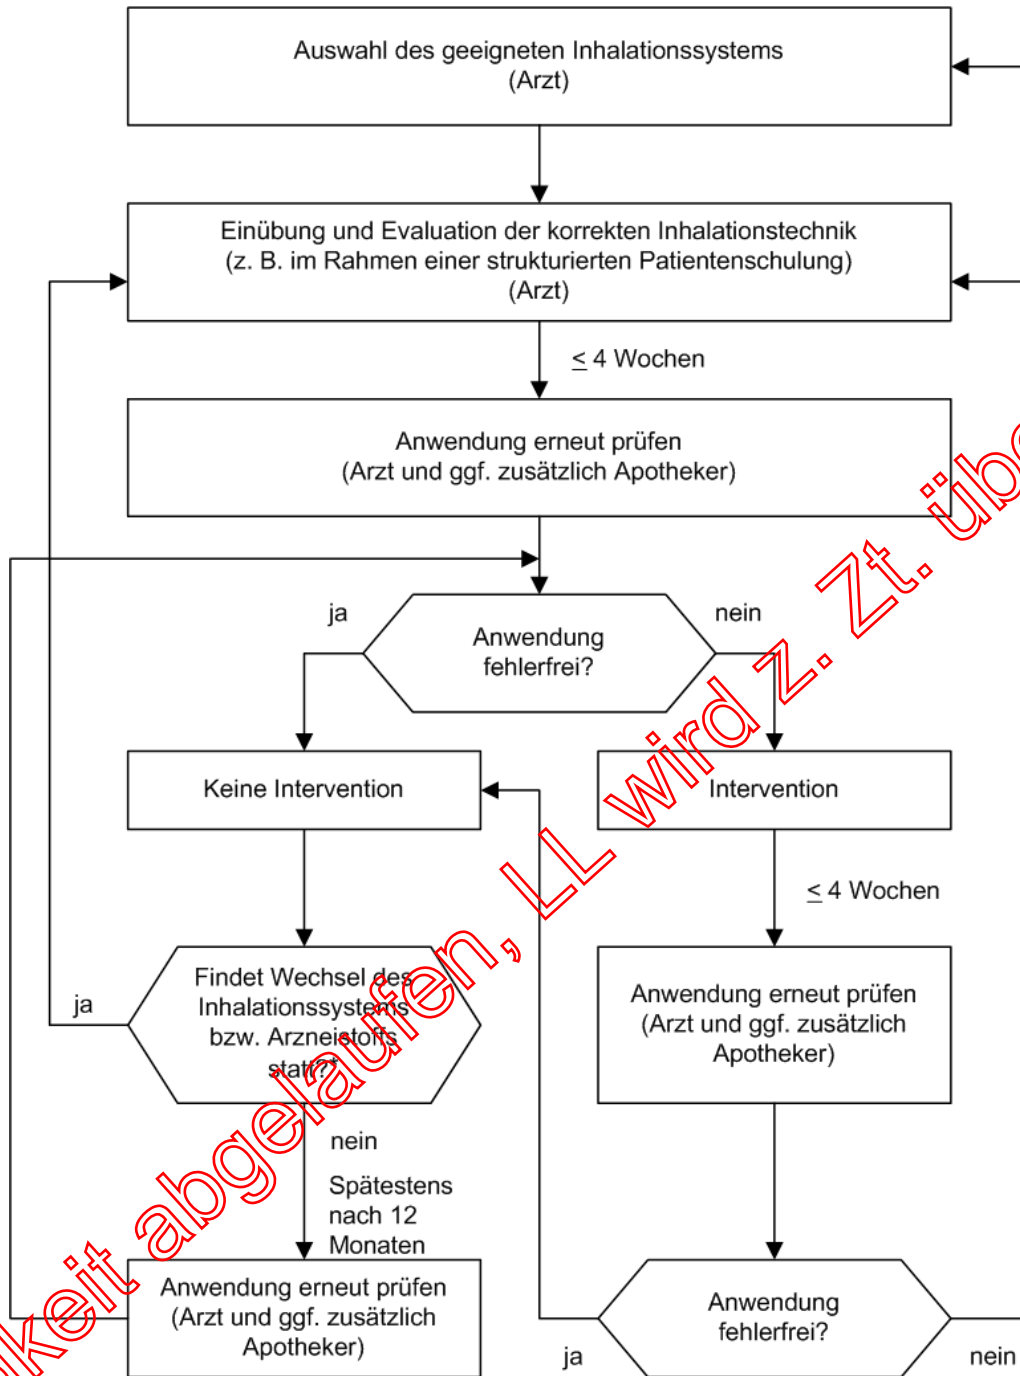 Auswahl des geeigneten Inhalationssystems
(Arzt)
Einübung und Evaluation der korrekten Inhalationstechnik
(z. B. im Rahmen einer strukturierten Patientenschulung)
(Arzt)
≤ 4 Wochen
Anwendung erneut prüfen
(Arzt und ggf. zusätzlich Apotheker)
ja
nein
Anwendung
fehlerfrei?
Keine Intervention
Intervention
≤ 4 Wochen
Findet Wechsel des
Inhalationssystems
bzw. Arzneistoffs
statt?
ja
Anwendung erneut prüfen
(Arzt und ggf. zusätzlich
Apotheker)
nein
Spätestens
nach 12
Monaten
Anwendung erneut prüfen
(Arzt und ggf. zusätzlich
Apotheker)
Anwendung
fehlerfrei?
ja
nein
abgelaufen, LL wird z. Zt.